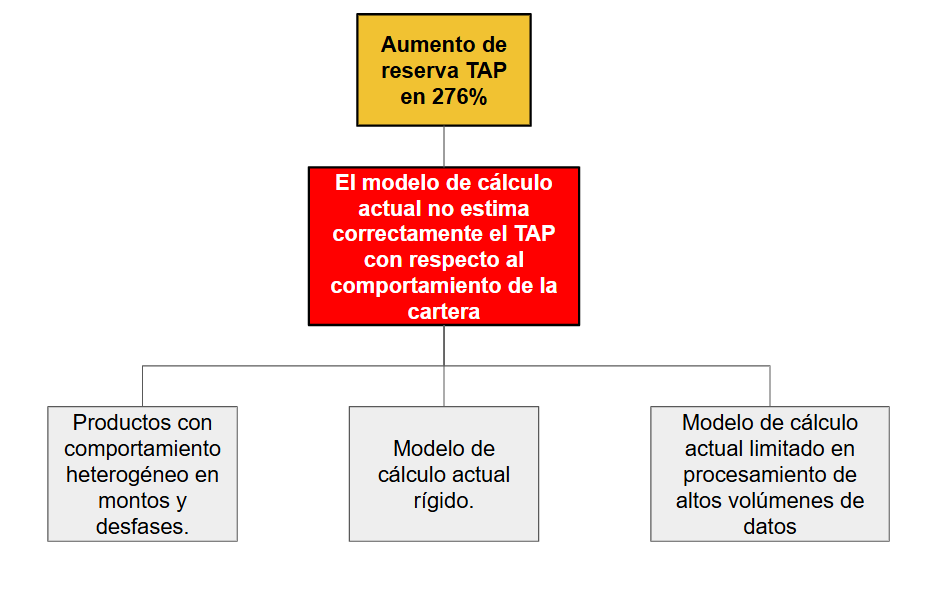 Aumento de
reserva TAP
en 276%
El modelo de cálculo
actual no estima
correctamente el TAP
con respecto al
comportamiento de la
cartera
Productos con
comportamiento
heterogéneo en
montos y
desfases.
Modelo de
cálculo actual
rígido.
Modelo de cálculo
actual limitado en
procesamiento de
altos volúmenes de
datos